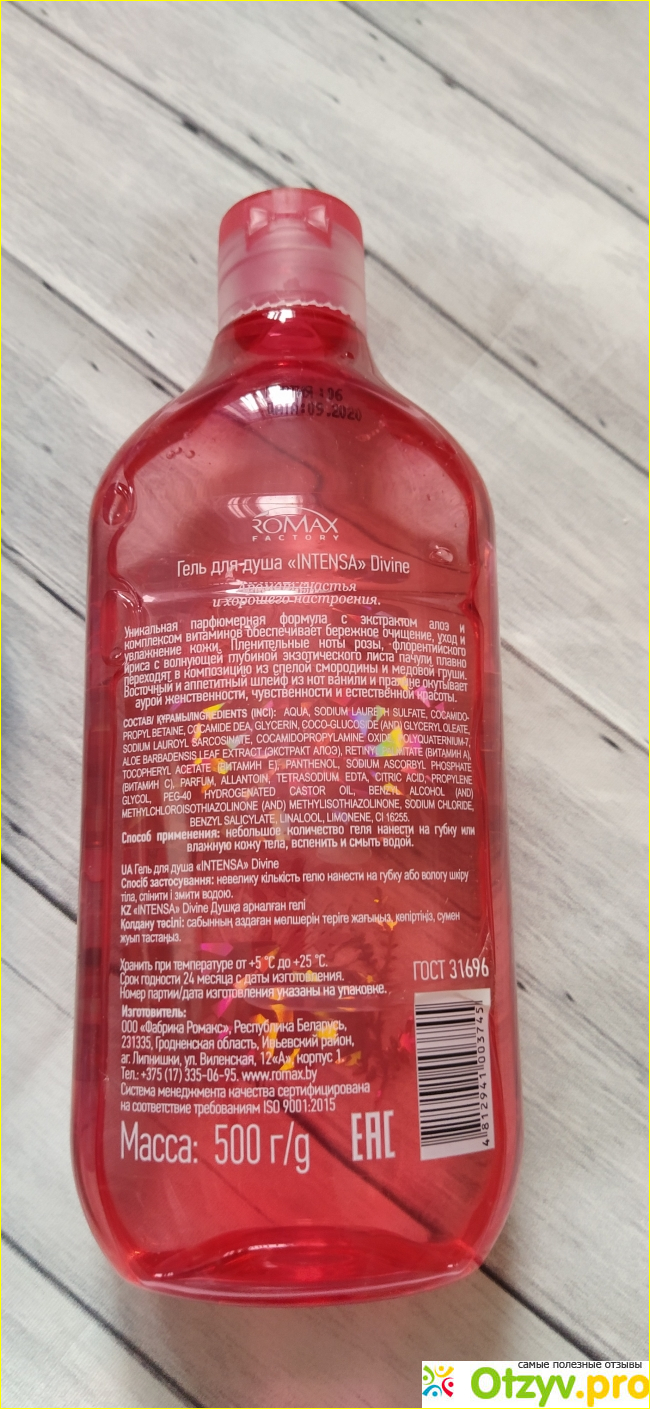 :06
ДАТА:05.2020
ROMAX
FACTORY
Гель для душа «INTENSA» Divine
Аромат счастья
и хорошего настроения.
Уникальная парфюмерная формула с экстрактом алоэ и
комплексом витаминов обеспечивает бережное очищение, уход и
увлажнение кожи. Пленительные ноты розы, флорентийского
ириса с волнующей глубиной экзотического листа пачули плавно
переходят в композицию из спелой смородины и медовой груши.
Восточный и аппетитный шлейф из нот ванили и пралине окутывает
аурой женственности, чувственности и естественной красоты.
СОСТАВ/ ҚҰРАМЫ/INGREDIENTS (INCI): AQUA, SODIUM LAURETH SULFATE, COCAMIDO-
PROPYL BETAINE, COCAMIDE DEA, GLYCERIN, COCO-GLUCOSIDE (AND) GLYCERYL OLEATE,
SODIUM LAUROYL SARCOSINATE, COCAMIDOPROPYLAMINE OXIDE, POLYQUATERNIUM-7,
ALOE BARBADENSIS LEAF EXTRACT (ЭКСТРАКТ АЛОЭ), RETINYL PALMITATE (ВИТАМИН А),
TOCOPHERYL ACETATE (ВИТАМИН Е), PANTHENOL, SODIUM ASCORBYL PHOSPHATE
(ВИТАМИН С), PARFUM, ALLANTOIN, TETRASODIUM EDTA, CITRIC ACID, PROPYLENE
GLYCOL, PEG-40 HYDROGENATED CASTOR OIL, BENZYL ALCOHOL (AND)
METHYLCHLOROISOTHIAZOLINONE (AND) METHYLISOTHIAZOLINONE, SODIUM CHLORIDE,
BENZYL SALICYLATE, LINALOOL, LIMONENE, CI 16255.
Способ применения: небольшое количество геля нанести на губку или
влажную кожу тела, вспенить и смыть водой.
UA Гель для душа «INTENSA» Divine
Спосіб застосування: невелику кількість гелю нанести на губку або вологу шкіру
тіла, спінити і змити водою.
KZ «INTENSA» Divine Душқа арналған гелі
Қолдану тәсілі: сабынның аздаған мөлшерін теріге жағыңыз, көпіртіңіз, сумен
жуып тастаңыз.
Хранить при температуре от +5 °С до +25 °С.
Срок годности 24 месяца с даты изготовления.
Номер партии/дата изготовления указаны на упаковке.
ГОСТ 31696
Изготовитель:
ООО «Фабрика Ромакс», Республика Беларусь,
231335, Гродненская область, Ивьевский район,
аг. Липнишки, ул. Виленская, 12«А», корпус 1.
Тел.: +375 (17) 335-06-95. www.romax.by
Система менеджмента качества сертифицирована
на соответствие требованиям ISO 9001:2015
Масса: 500 г/g
EAC
4 812941 003745
самые полезные отзывы
Otzyv.pro